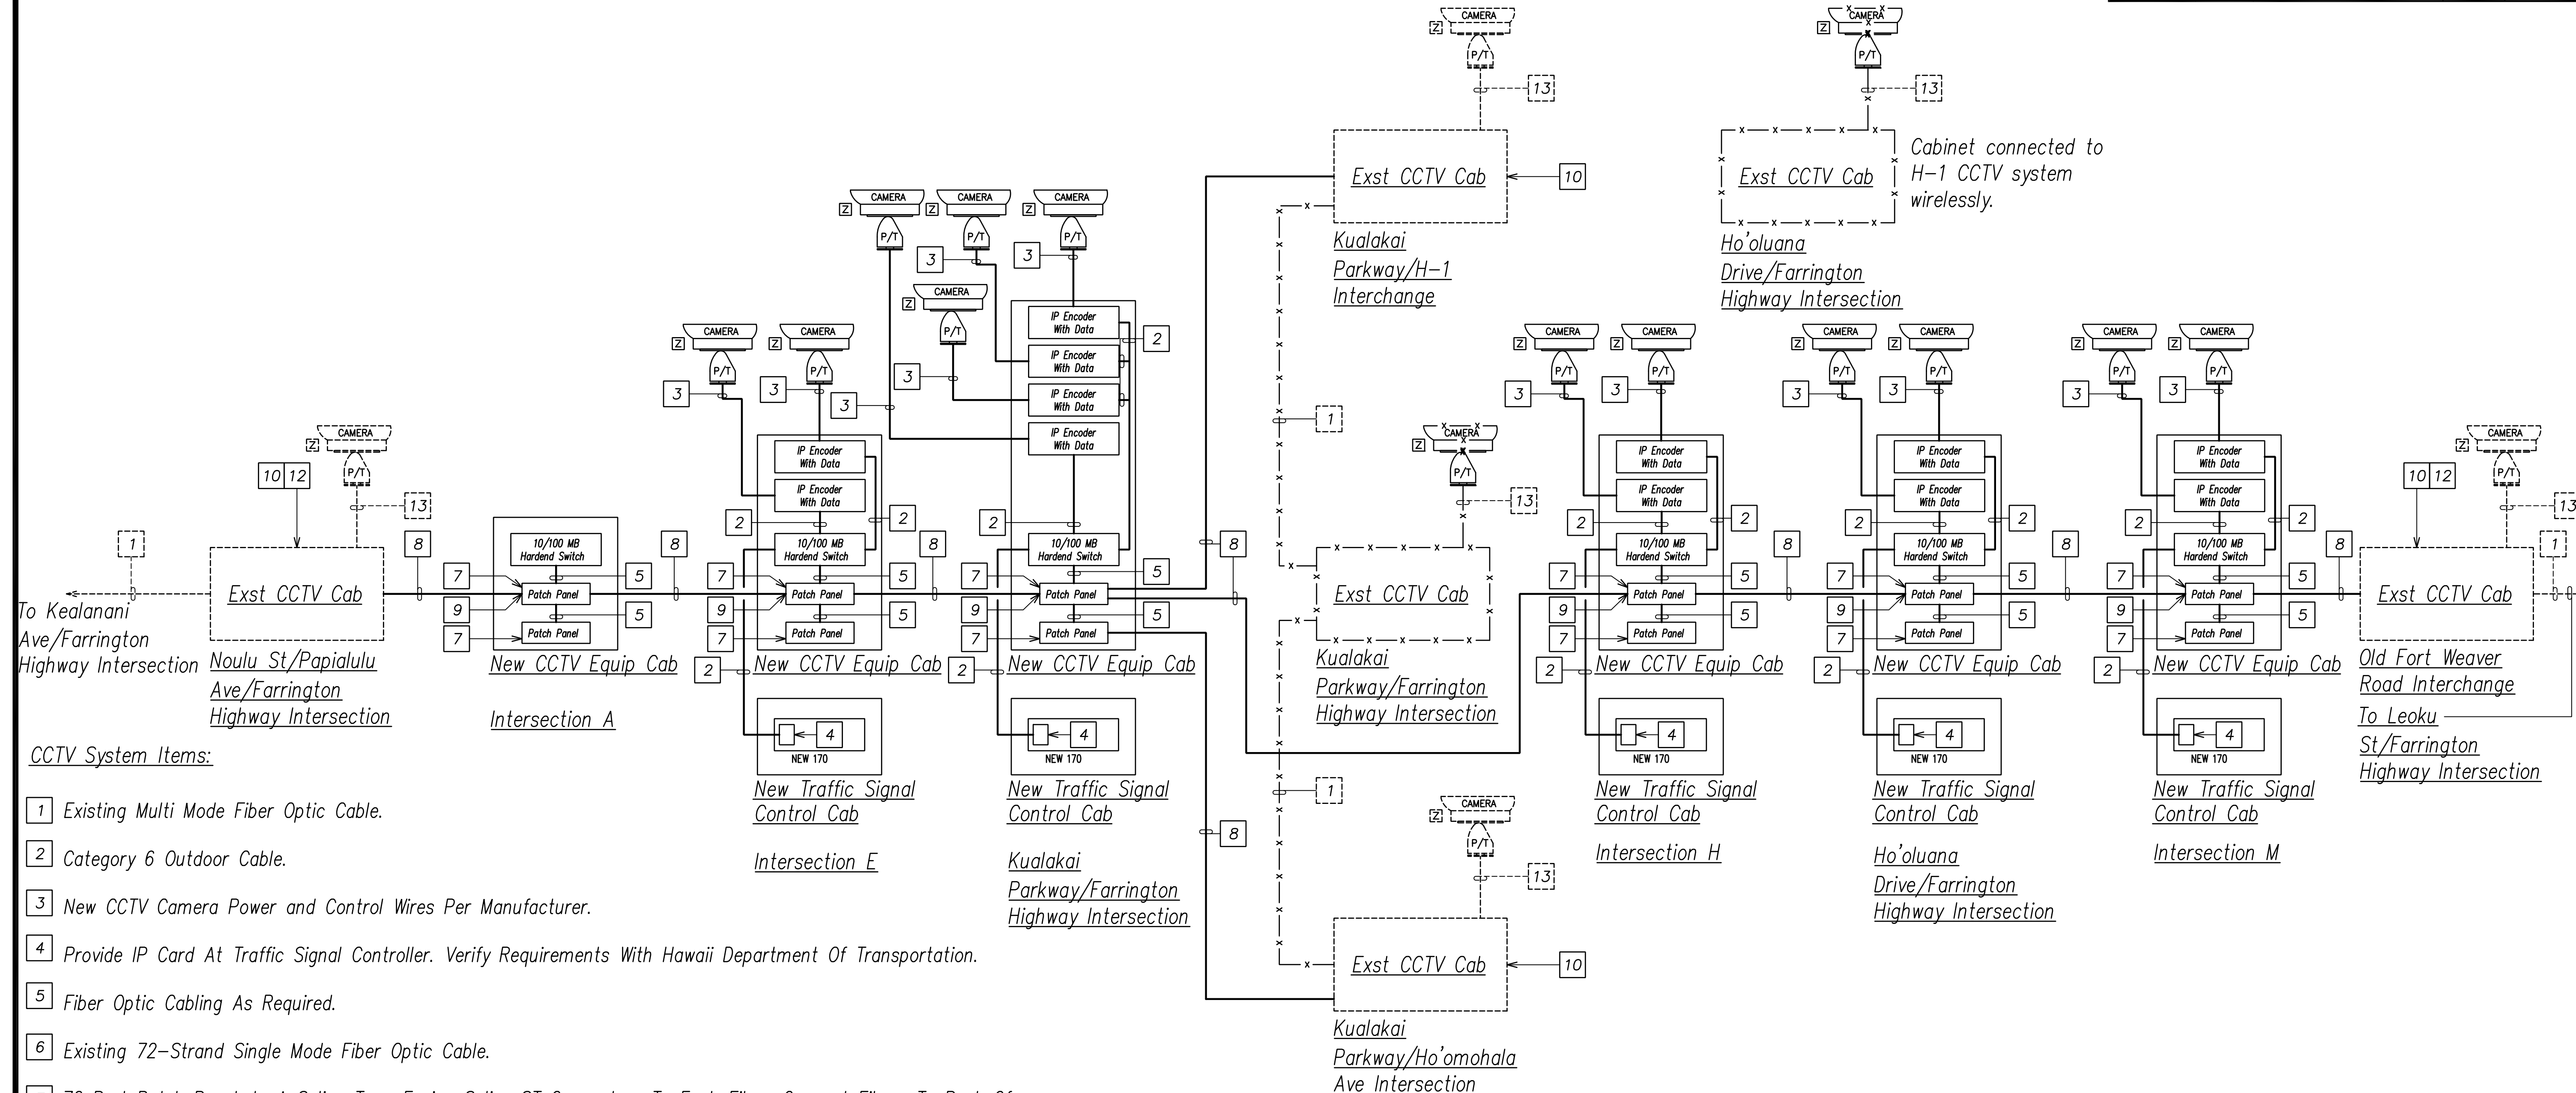 CAMERA
Z
P/T
13
Exst CCTV Cab
10
Kualakai
Parkway/H-1
Interchange
CAMERA
Z
P/T
13
Exst CCTV Cab
Cabinet connected to
H-1 CCTV system
wirelessly.
Ho'oluana
Drive/Farrington
Highway Intersection
1
To Kealanani
Ave/Farrington
Highway Intersection
10 12
CAMERA
Z
P/T
13
Exst CCTV Cab
Noulu St/Papialulu
Ave/Farrington
Highway Intersection
8
10/100 MB
Hardend Switch
7
Patch Panel
5
9
5
7
Patch Panel
New CCTV Equip Cab
Intersection A
8
CAMERA
Z
P/T
3
CAMERA
Z
P/T
3
IP Encoder
With Data
IP Encoder
With Data
2
2
10/100 MB
Hardend Switch
7
Patch Panel
5
9
5
7
Patch Panel
New CCTV Equip Cab
2
4
NEW 170
New Traffic Signal
Control Cab
Intersection E
8
CAMERA
Z
P/T
3
CAMERA
Z
P/T
3
CAMERA
Z
P/T
3
CAMERA
Z
P/T
3
IP Encoder
With Data
2
IP Encoder
With Data
IP Encoder
With Data
IP Encoder
With Data
2
10/100 MB
Hardend Switch
7
Patch Panel
5
9
5
7
Patch Panel
New CCTV Equip Cab
2
4
NEW 170
New Traffic Signal
Control Cab
Kualakai
Parkway/Farrington
Highway Intersection
8
8
1
CAMERA
Z
P/T
13
Exst CCTV Cab
Kualakai
Parkway/Farrington
Highway Intersection
1
CAMERA
Z
P/T
13
Exst CCTV Cab
10
Kualakai
Parkway/Ho'omohala
Ave Intersection
CAMERA
Z
P/T
3
CAMERA
Z
P/T
3
IP Encoder
With Data
IP Encoder
With Data
2
2
10/100 MB
Hardend Switch
7
Patch Panel
5
9
5
7
Patch Panel
New CCTV Equip Cab
2
4
NEW 170
New Traffic Signal
Control Cab
Intersection H
8
CAMERA
Z
P/T
3
CAMERA
Z
P/T
3
IP Encoder
With Data
IP Encoder
With Data
2
2
10/100 MB
Hardend Switch
7
Patch Panel
5
9
5
7
Patch Panel
New CCTV Equip Cab
2
4
NEW 170
New Traffic Signal
Control Cab
Ho'oluana
Drive/Farrington
Highway Intersection
8
CAMERA
Z
P/T
3
CAMERA
Z
P/T
3
IP Encoder
With Data
IP Encoder
With Data
2
2
10/100 MB
Hardend Switch
7
Patch Panel
5
9
5
7
Patch Panel
New CCTV Equip Cab
2
4
NEW 170
New Traffic Signal
Control Cab
Intersection M
8
10 12
CAMERA
Z
P/T
13
1
Exst CCTV Cab
Old Fort Weaver
Road Interchange
To Leoku
St/Farrington
Highway Intersection
CCTV System Items:
1 Existing Multi Mode Fiber Optic Cable.
2 Category 6 Outdoor Cable.
3 New CCTV Camera Power and Control Wires Per Manufacturer.
4 Provide IP Card At Traffic Signal Controller. Verify Requirements With Hawaii Department Of Transportation.
5 Fiber Optic Cabling As Required.
6 Existing 72-Strand Single Mode Fiber Optic Cable.